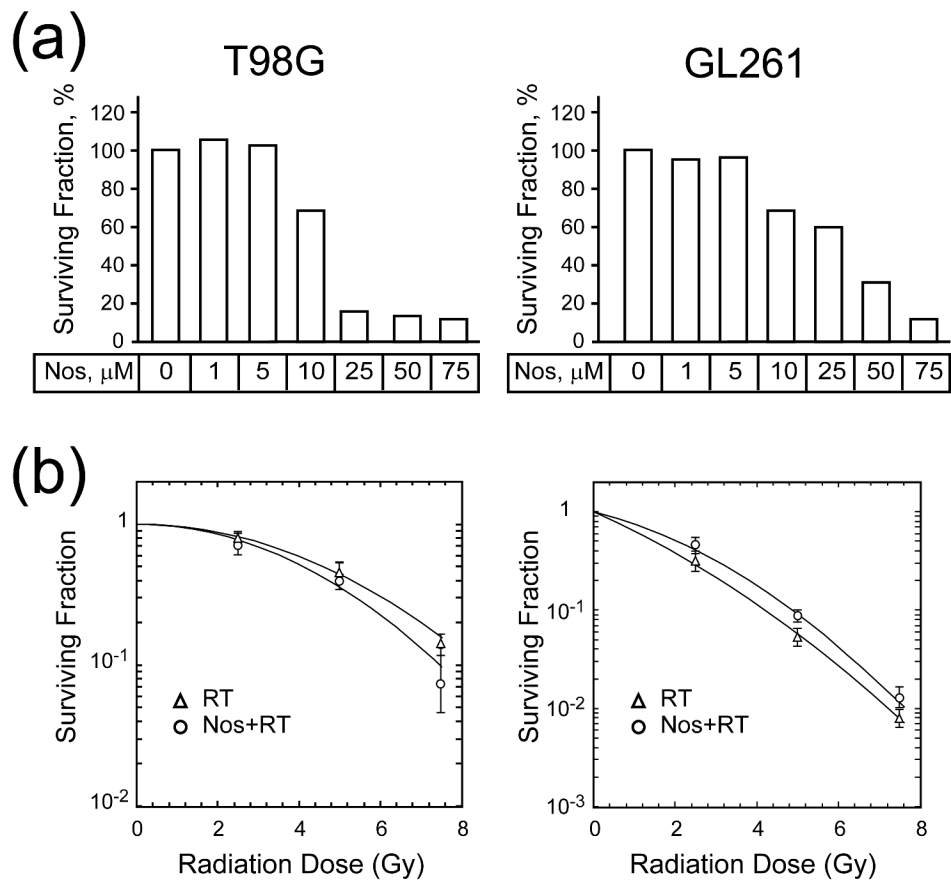 (a)
T98G
GL261
Surviving Fraction, %
120
100
80
60
40
20
0
Nos, μM 0 1 5 10 25 50 75
Surviving Fraction, %
120
100
80
60
40
20
0
Nos, μM 0 1 5 10 25 50 75
(b)
Surviving Fraction
1
10-1
10-2
RT
Nos+RT
0 2 4 6 8
Radiation Dose (Gy)
Surviving Fraction
1
10-1
10-2
10-3
RT
Nos+RT
0 2 4 6 8
Radiation Dose (Gy)